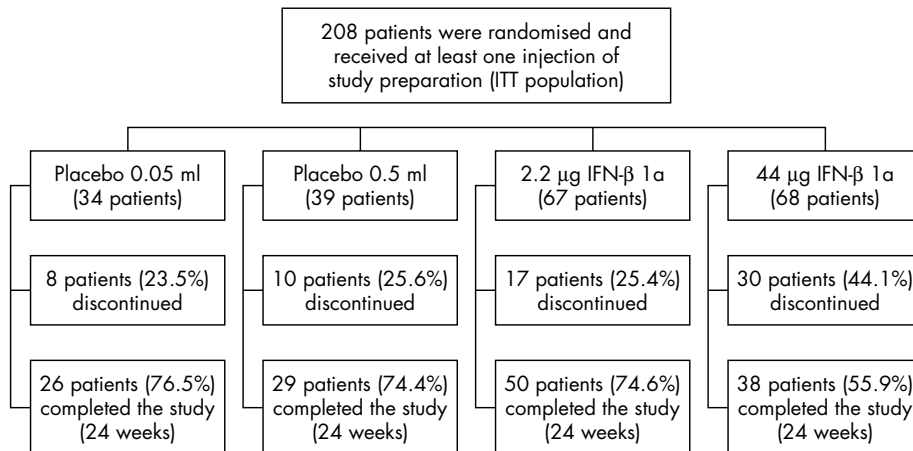 208 patients were randomised and
received at least one injection of
study preparation (ITT population)
Placebo 0.05 ml
(34 patients)
Placebo 0.5 ml
(39 patients)
2.2 μg IFN-β 1a
(67 patients)
44 μg IFN-β 1a
(68 patients)
8 patients (23.5%)
discontinued
10 patients (25.6%)
discontinued
17 patients (25.4%)
discontinued
30 patients (44.1%)
discontinued
26 patients (76.5%)
completed the study
(24 weeks)
29 patients (74.4%)
completed the study
(24 weeks)
50 patients (74.6%)
completed the study
(24 weeks)
38 patients (55.9%)
completed the study
(24 weeks)